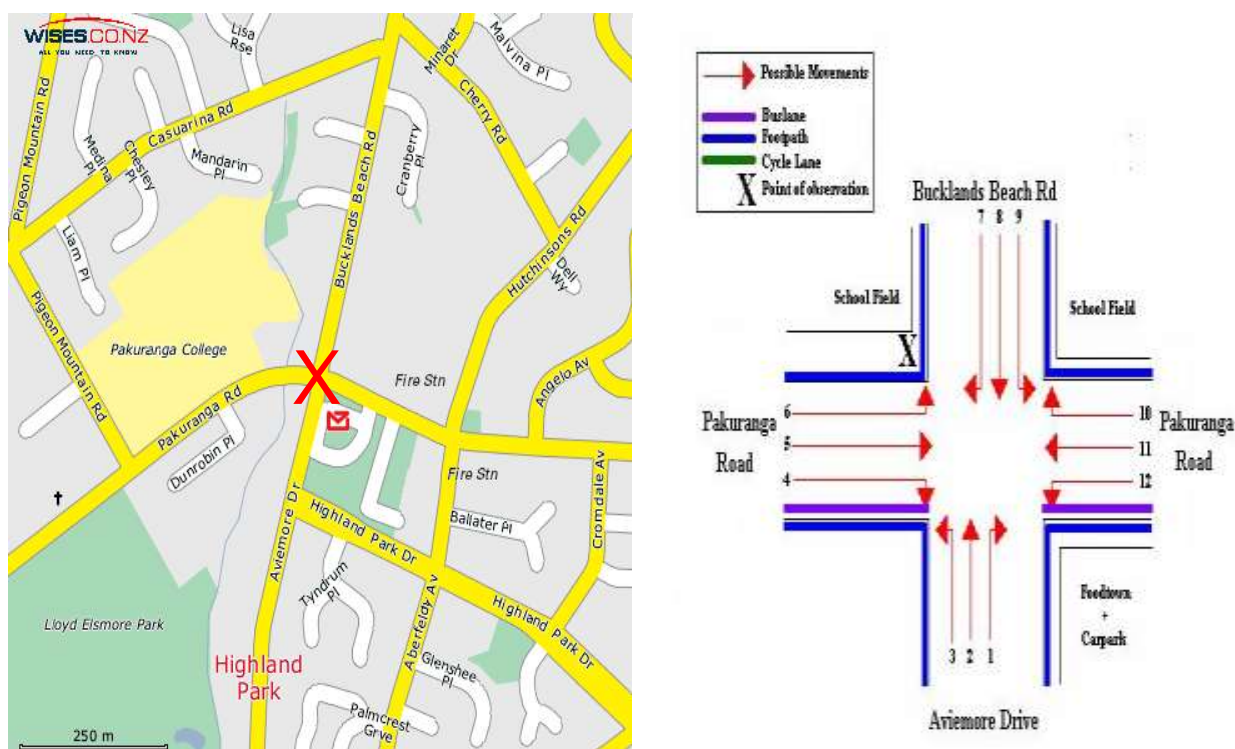 WISES.CO.NZ
ALL YOU NEED TO KNOW
Lisa
Rse
Minaret
Dr
Malvina Pl
Pigeon Mountain Rd
Casuarina Rd
Medina
Pl
Chesley
Pl
Mandarin
Pl
Bucklands Beach Rd
Cranberry
Pl
Cherry Rd
Liam Pl
Hutchinsons Rd
Dell
Wy
Pigeon Mountain Rd
Pakuranga College
Fire Stn
Angelo Av
X
Pakuranga Rd
Dunrobin Pl
Fire Stn
Aviemore Dr
Highland Park Dr
Ballater Pl
Cromdale Av
Tyndrum
Pl
Aberfeldy Av
Highland Park Dr
Lloyd Elsmore Park
Highland
Park
Glenshee
Pl
Palmcrest
Grve
250 m
Possible Movements
Buslane
Footpath
Cycle Lane
X Point of observation
Bucklands Beach Rd
7 8 9
School Field
School Field
X
6
5
4
Pakuranga
Road
10
11
12
Pakuranga
Road
3 2 1
Foodtown
+
Carpark
Aviemore Drive